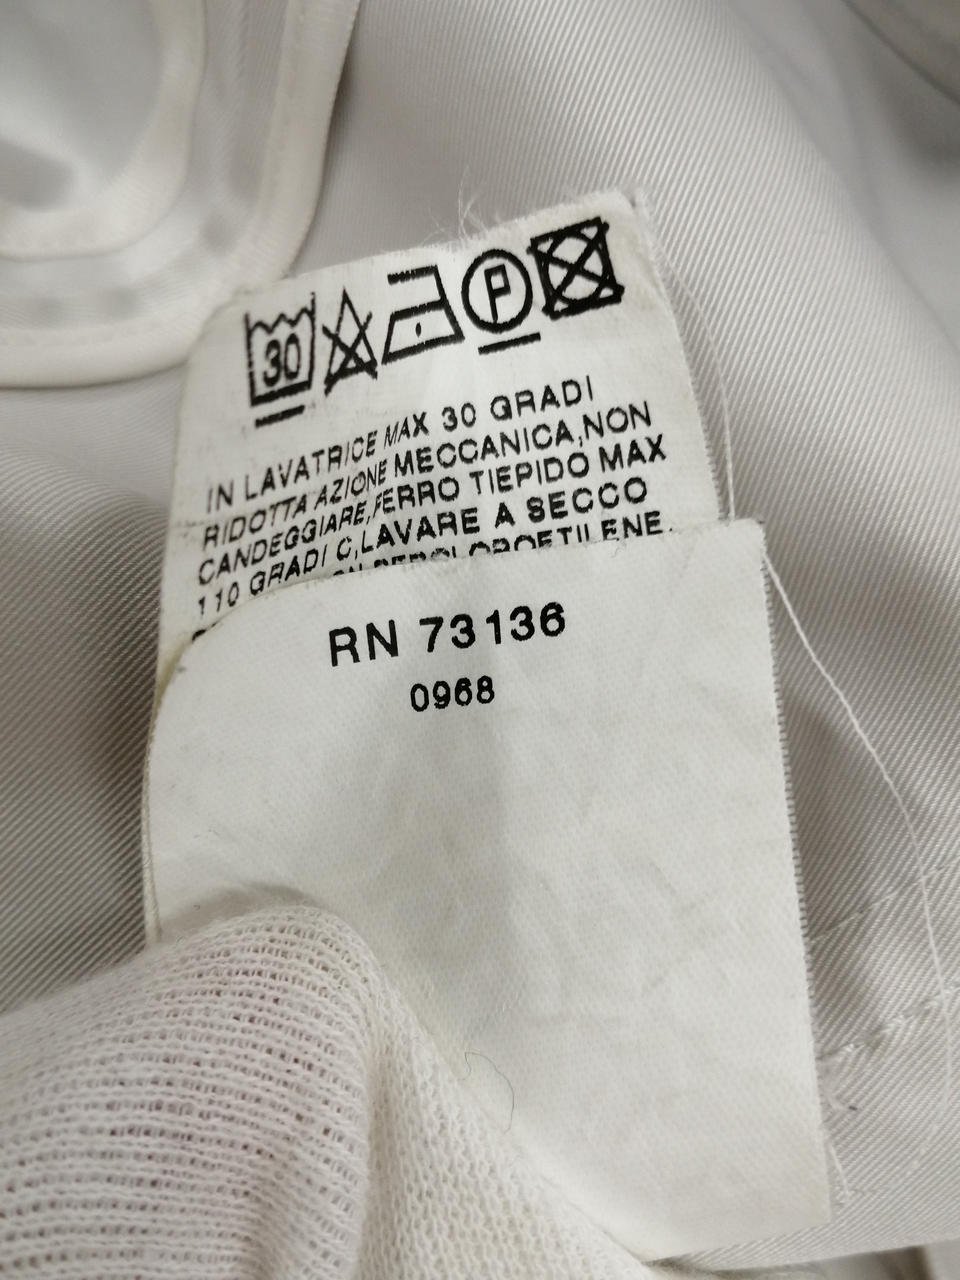 30
P
IN LAVATRICE MAX 30 GRADI
RIDOTTA AZIONE MECCANICA,NON
CANDEGGIARE,FERRO TIEPIDO MAX
110 GRADI C,LAVARE A SECCO
PERCLOROETILENE.
RN 73136
0968